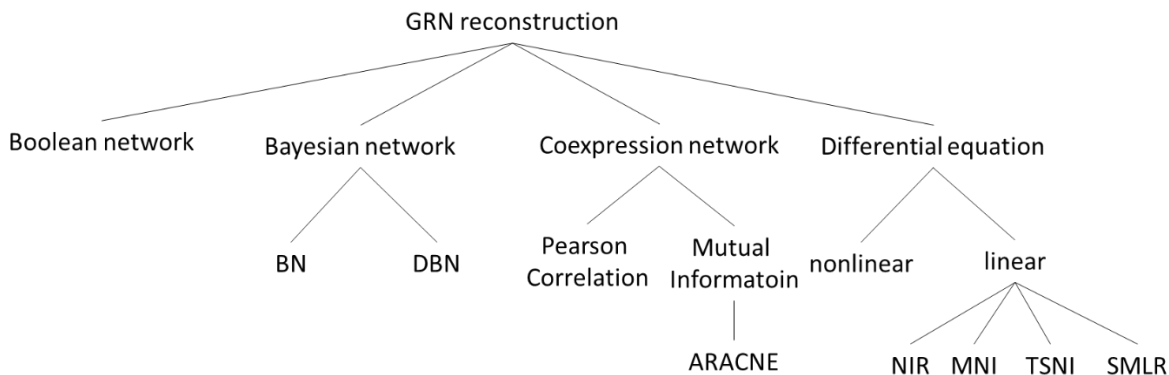 GRN reconstruction
Boolean network
Bayesian network
Coexpression network
Differential equation
BN
DBN
Pearson
Correlation
Mutual
Informatoin
nonlinear
linear
ARACNE
NIR
MNI
TSNI
SMLR